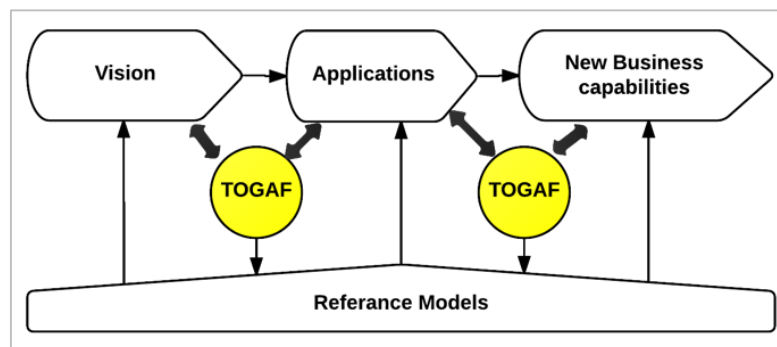 Vision
Applications
New Business
capabilities
TOGAF
TOGAF
Referance Models